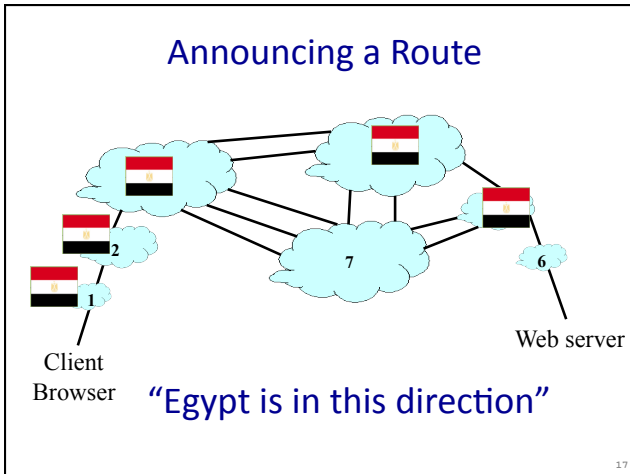 Announcing a Route
2
7
6
1
Web server
Client
Browser
“Egypt is in this direction”
17